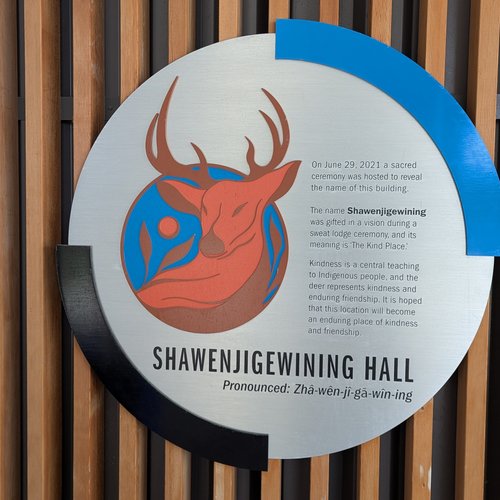 On June 29, 2021 a sacred
ceremony was hosted to reveal
the name of this building.
The name Shawenjigewining
was gifted in a vision during a
sweat lodge ceremony, and its
meaning is 'The Kind Place.'
Kindness is a central teaching
to Indigenous people, and the
deer represents kindness and
enduring friendship. It is hoped
that this location will become
an enduring place of kindness
and friendship.
SHAWENJIGEWINING HALL
Pronounced: Zhā-wēn-jĭ-gā-wĭn-ing